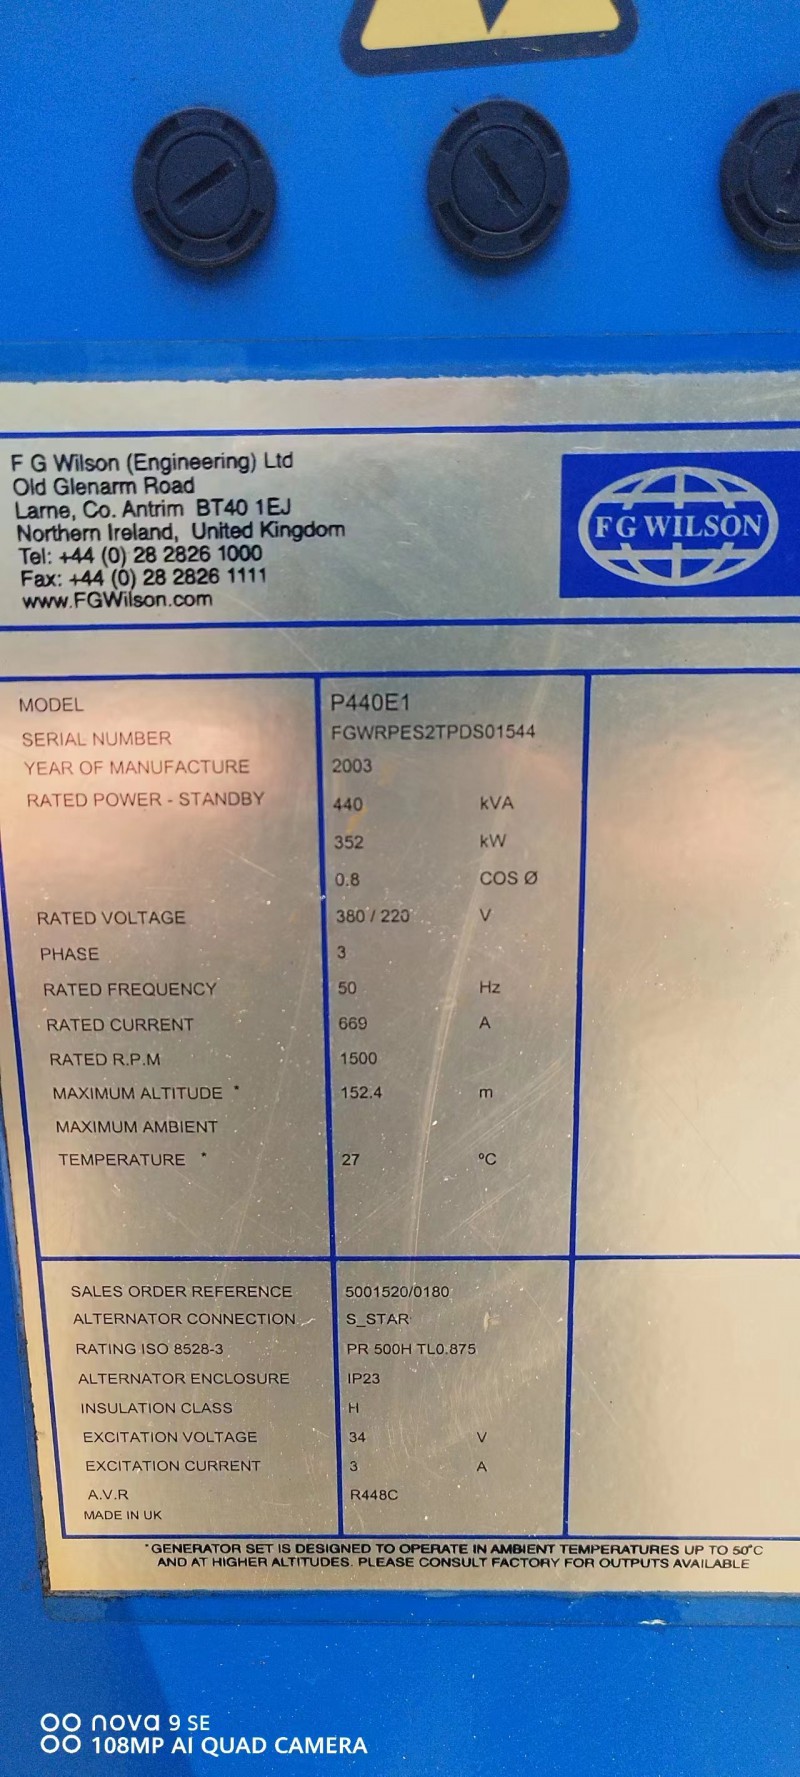 F G Wilson (Engineering) Ltd
Old Glenarm Road
Larne, Co. Antrim BT40 1EJ
Northern Ireland, United Kingdom
Tel: +44 (0) 28 2826 1000
Fax: +44 (0) 28 2826 1111
www.FGWilson.com
FG WILSON
MODEL P440E1
SERIAL NUMBER FGWRPES2TPDS01544
YEAR OF MANUFACTURE 2003
RATED POWER - STANDBY 440 kVA
352 kW
0.8 COS Ø
RATED VOLTAGE 380 / 220 V
PHASE 3
RATED FREQUENCY 50 Hz
RATED CURRENT 669 A
RATED R.P.M 1500
MAXIMUM ALTITUDE * 152.4 m
MAXIMUM AMBIENT
TEMPERATURE * 27 ºC
SALES ORDER REFERENCE 5001520/0180
ALTERNATOR CONNECTION S_STAR
RATING ISO 8528-3 PR 500H TL0.875
ALTERNATOR ENCLOSURE IP23
INSULATION CLASS H
EXCITATION VOLTAGE 34 V
EXCITATION CURRENT 3 A
A.V.R R448C
MADE IN UK
*GENERATOR SET IS DESIGNED TO OPERATE IN AMBIENT TEMPERATURES UP TO 50°C
AND AT HIGHER ALTITUDES. PLEASE CONSULT FACTORY FOR OUTPUTS AVAILABLE
nova 9 SE
108MP AI QUAD CAMERA